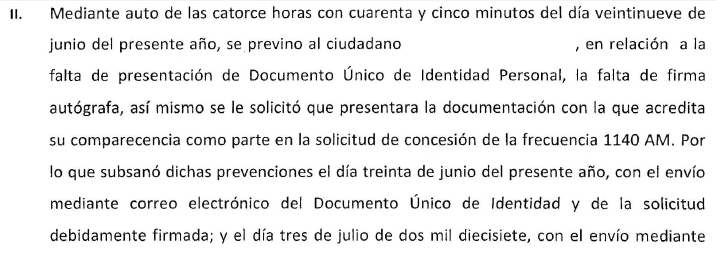 II. Mediante auto de las catorce horas con cuarenta y cinco minutos del día veintinueve de
junio del presente año, se previno al ciudadano , en relación a la
falta de presentación de Documento Único de Identidad Personal, la falta de firma
autógrafa, así mismo se le solicitó que presentara la documentación con la que acredita
su comparecencia como parte en la solicitud de concesión de la frecuencia 1140 AM. Por
lo que subsanó dichas prevenciones el día treinta de junio del presente año, con el envío
mediante correo electrónico del Documento Único de Identidad y de la solicitud
debidamente firmada; y el día tres de julio de dos mil diecisiete, con el envío mediante